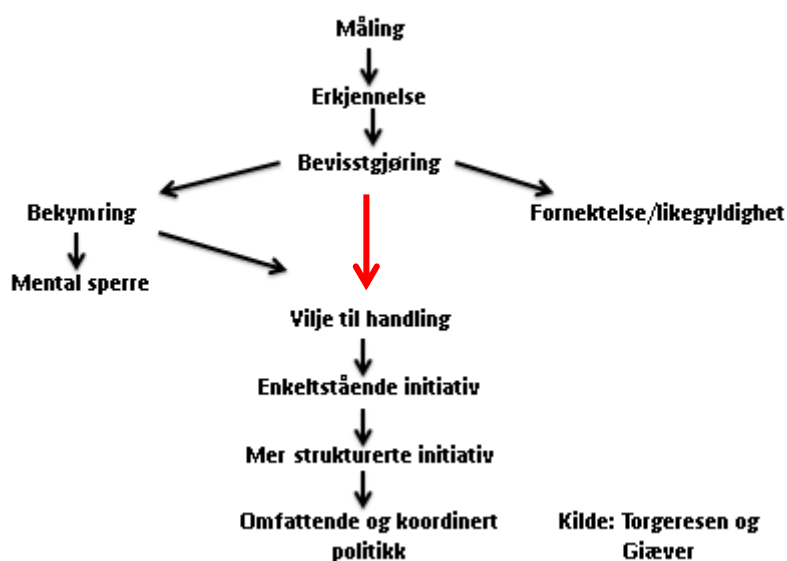 Måling
Erkjennelse
Bevisstgjøring
Bekymring
Fornektelse/likegyldighet
Mental sperre
Vilje til handling
Enkeltstående initiativ
Mer strukturerte initiativ
Omfattende og koordinert
politikk
Kilde: Torgeresen og
Giæver